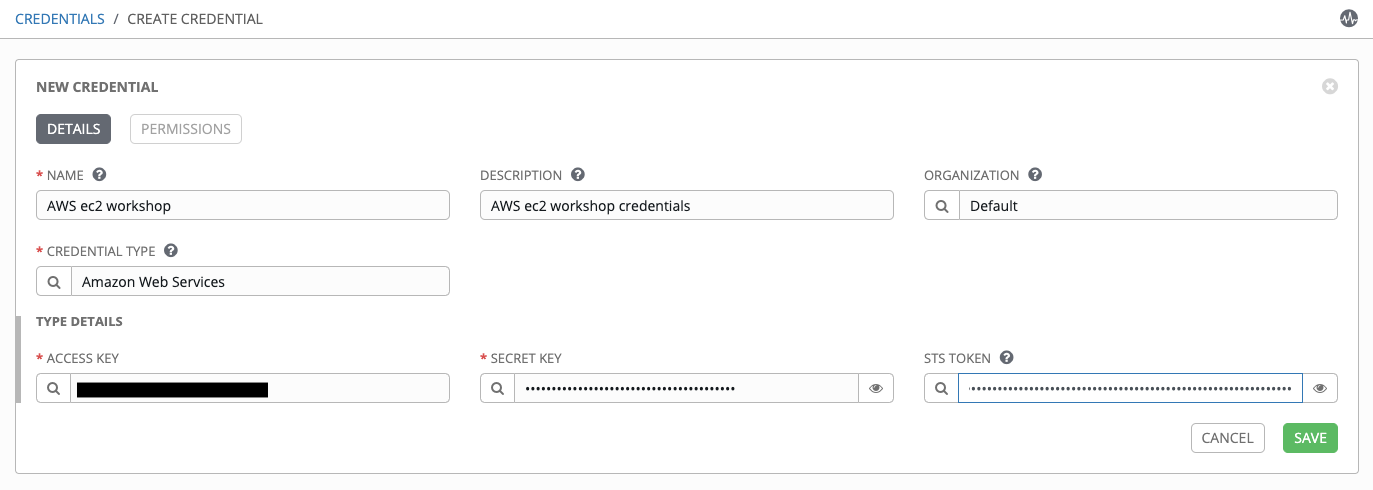 CREDENTIALS / CREATE CREDENTIAL
NEW CREDENTIAL
DETAILS PERMISSIONS
* NAME ? DESCRIPTION ? ORGANIZATION ?
AWS ec2 workshop AWS ec2 workshop credentials Default
* CREDENTIAL TYPE ?
Amazon Web Services
TYPE DETAILS
* ACCESS KEY * SECRET KEY STS TOKEN ?
CANCEL SAVE